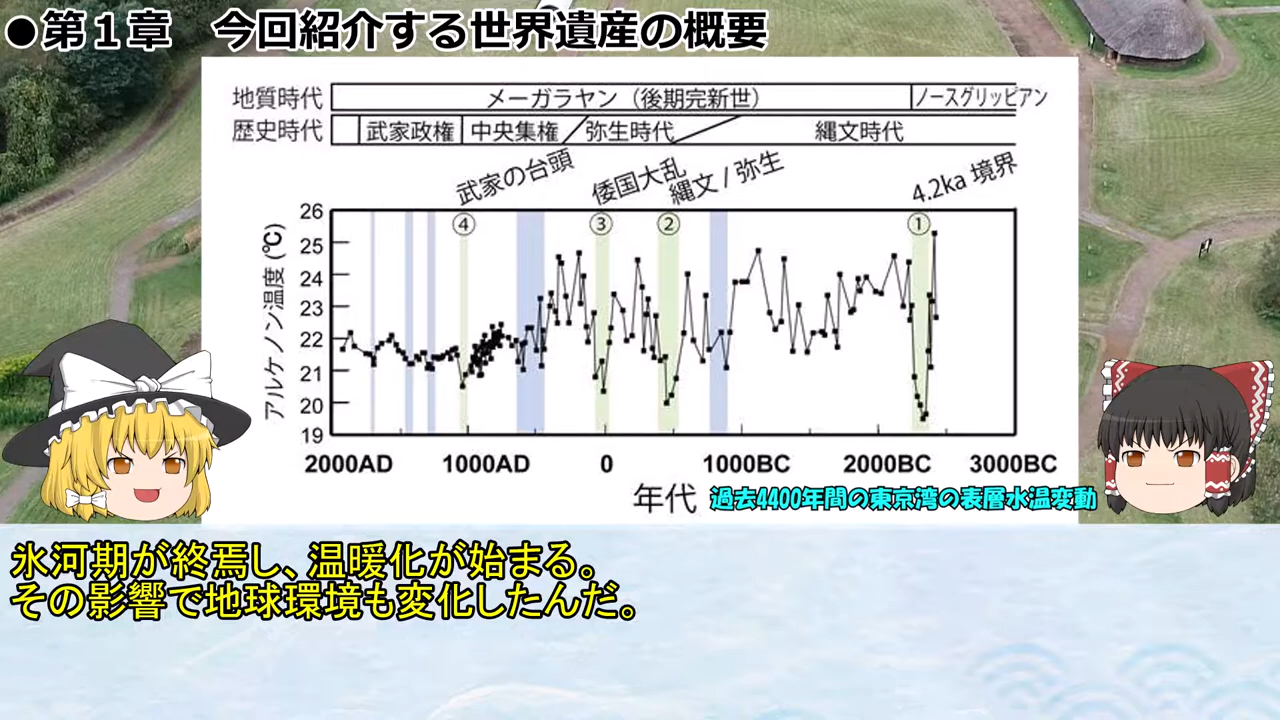 ●第１章　今回紹介する世界遺産の概要
地質時代 メーガラヤン（後期完新世） ノースグリッピアン
歴史時代 武家政権 中央集権 弥生時代 縄文時代
武家の台頭 倭国大乱 縄文 / 弥生 4.2ka 境界
④ ③ ② ①
アルケノン温度 (℃)
26
25
24
23
22
21
20
19
2000AD 1000AD 0 1000BC 2000BC 3000BC
年代
過去4400年間の東京湾の表層水温変動
氷河期が終焉し、温暖化が始まる。
その影響で地球環境も変化したんだ。